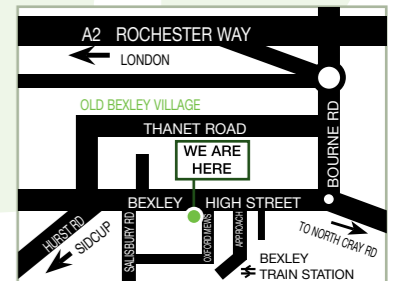 A2 ROCHESTER WAY
LONDON
OLD BEXLEY VILLAGE
THANET ROAD
BOURNE RD
WE ARE
HERE
BEXLEY HIGH STREET
HURST RD
SIDCUP
SALISBURY RD
OXFORD MEWS
APPROACH
TO NORTH CRAY RD
BEXLEY
TRAIN STATION